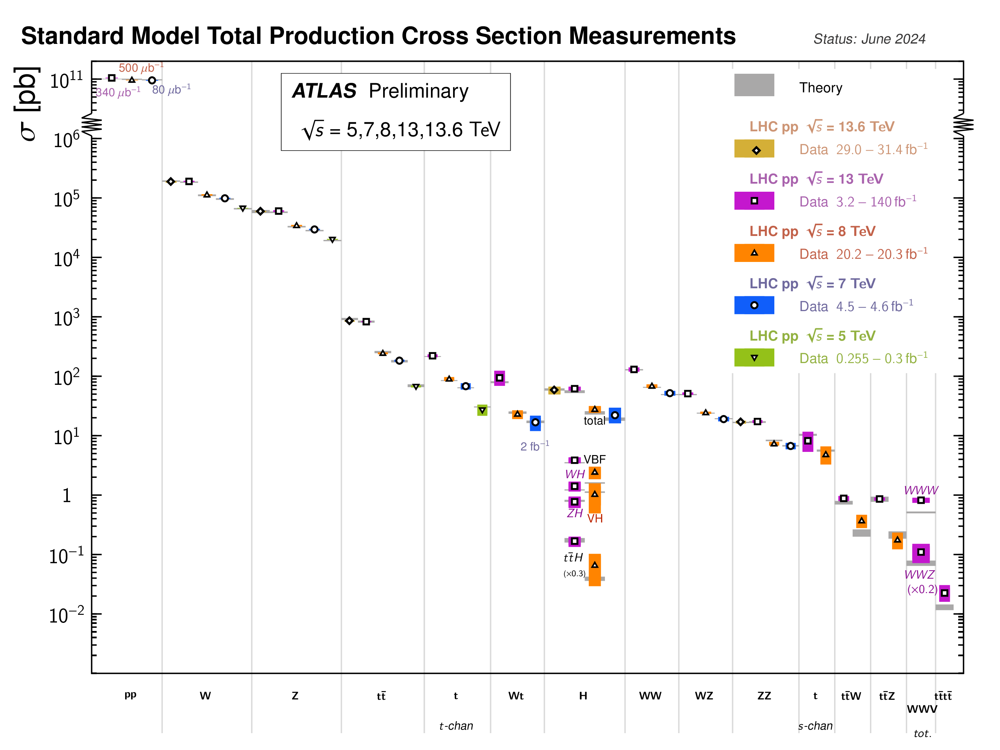 Standard Model Total Production Cross Section Measurements
Status: June 2024
σ [pb]
10¹¹
10⁶
10⁵
10⁴
10³
10²
10¹
1
10⁻¹
10⁻²
500 μb⁻¹
340 μb⁻¹
80 μb⁻¹
ATLAS Preliminary
√s = 5,7,8,13,13.6 TeV
Theory
LHC pp √s = 13.6 TeV
Data 29.0 – 31.4 fb⁻¹
LHC pp √s = 13 TeV
Data 3.2 – 140 fb⁻¹
LHC pp √s = 8 TeV
Data 20.2 – 20.3 fb⁻¹
LHC pp √s = 7 TeV
Data 4.5 – 4.6 fb⁻¹
LHC pp √s = 5 TeV
Data 0.255 – 0.3 fb⁻¹
2 fb⁻¹
total
VBF
WH
ZH
VH
tt̄H
(×0.3)
WWW
WWZ
(×0.2)
pp W Z tt̄ t Wt H WW WZ ZZ t tt̄W tt̄Z tt̄tt̄
WWV
t-chan s-chan
tot.